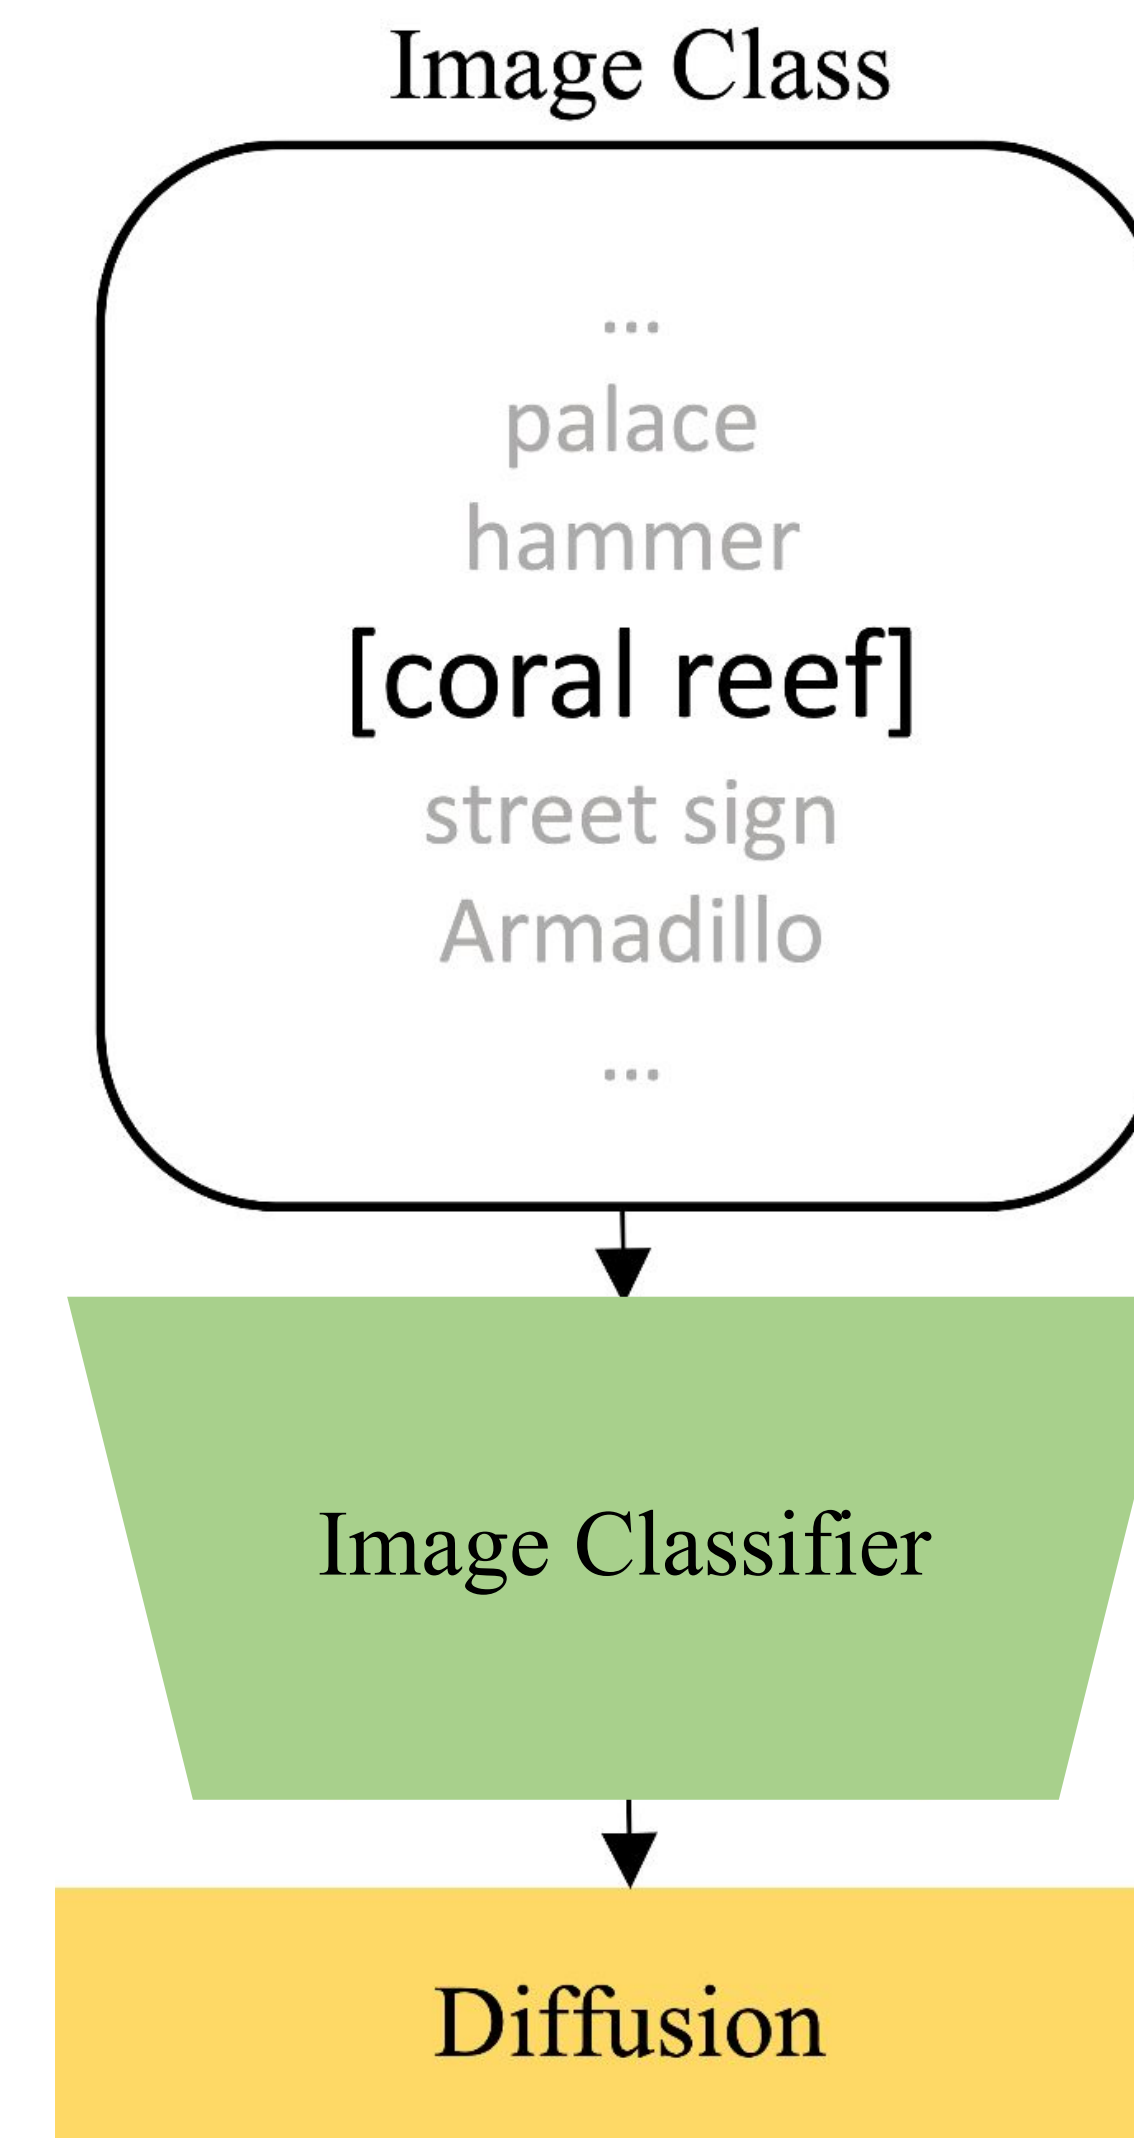 Image Class
...
palace
hammer
[coral reef]
street sign
Armadillo
...
Image Classifier
Diffusion